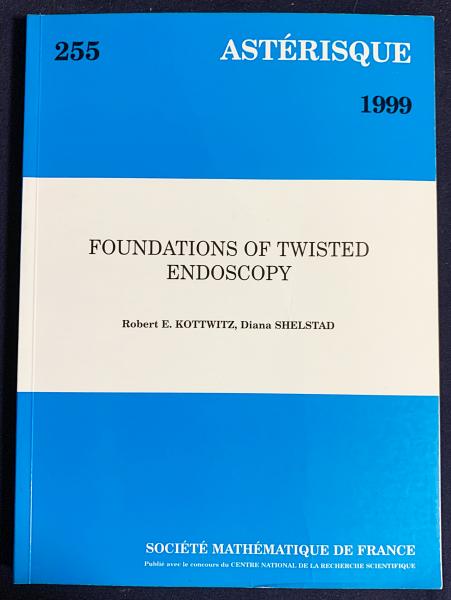 255 ASTÉRISQUE
1999
FOUNDATIONS OF TWISTED
ENDOSCOPY
Robert E. KOTTWITZ, Diana SHELSTAD
SOCIÉTÉ MATHÉMATIQUE DE FRANCE
Publié avec le concours du CENTRE NATIONAL DE LA RECHERCHE SCIENTIFIQUE